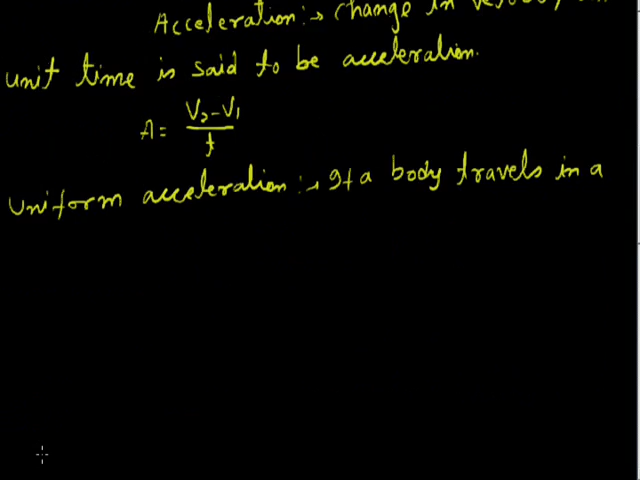 Acceleration:→ change in
unit time is said to be acceleration.
A = V2-V1
t
uniform acceleration:→ If a body travels in a